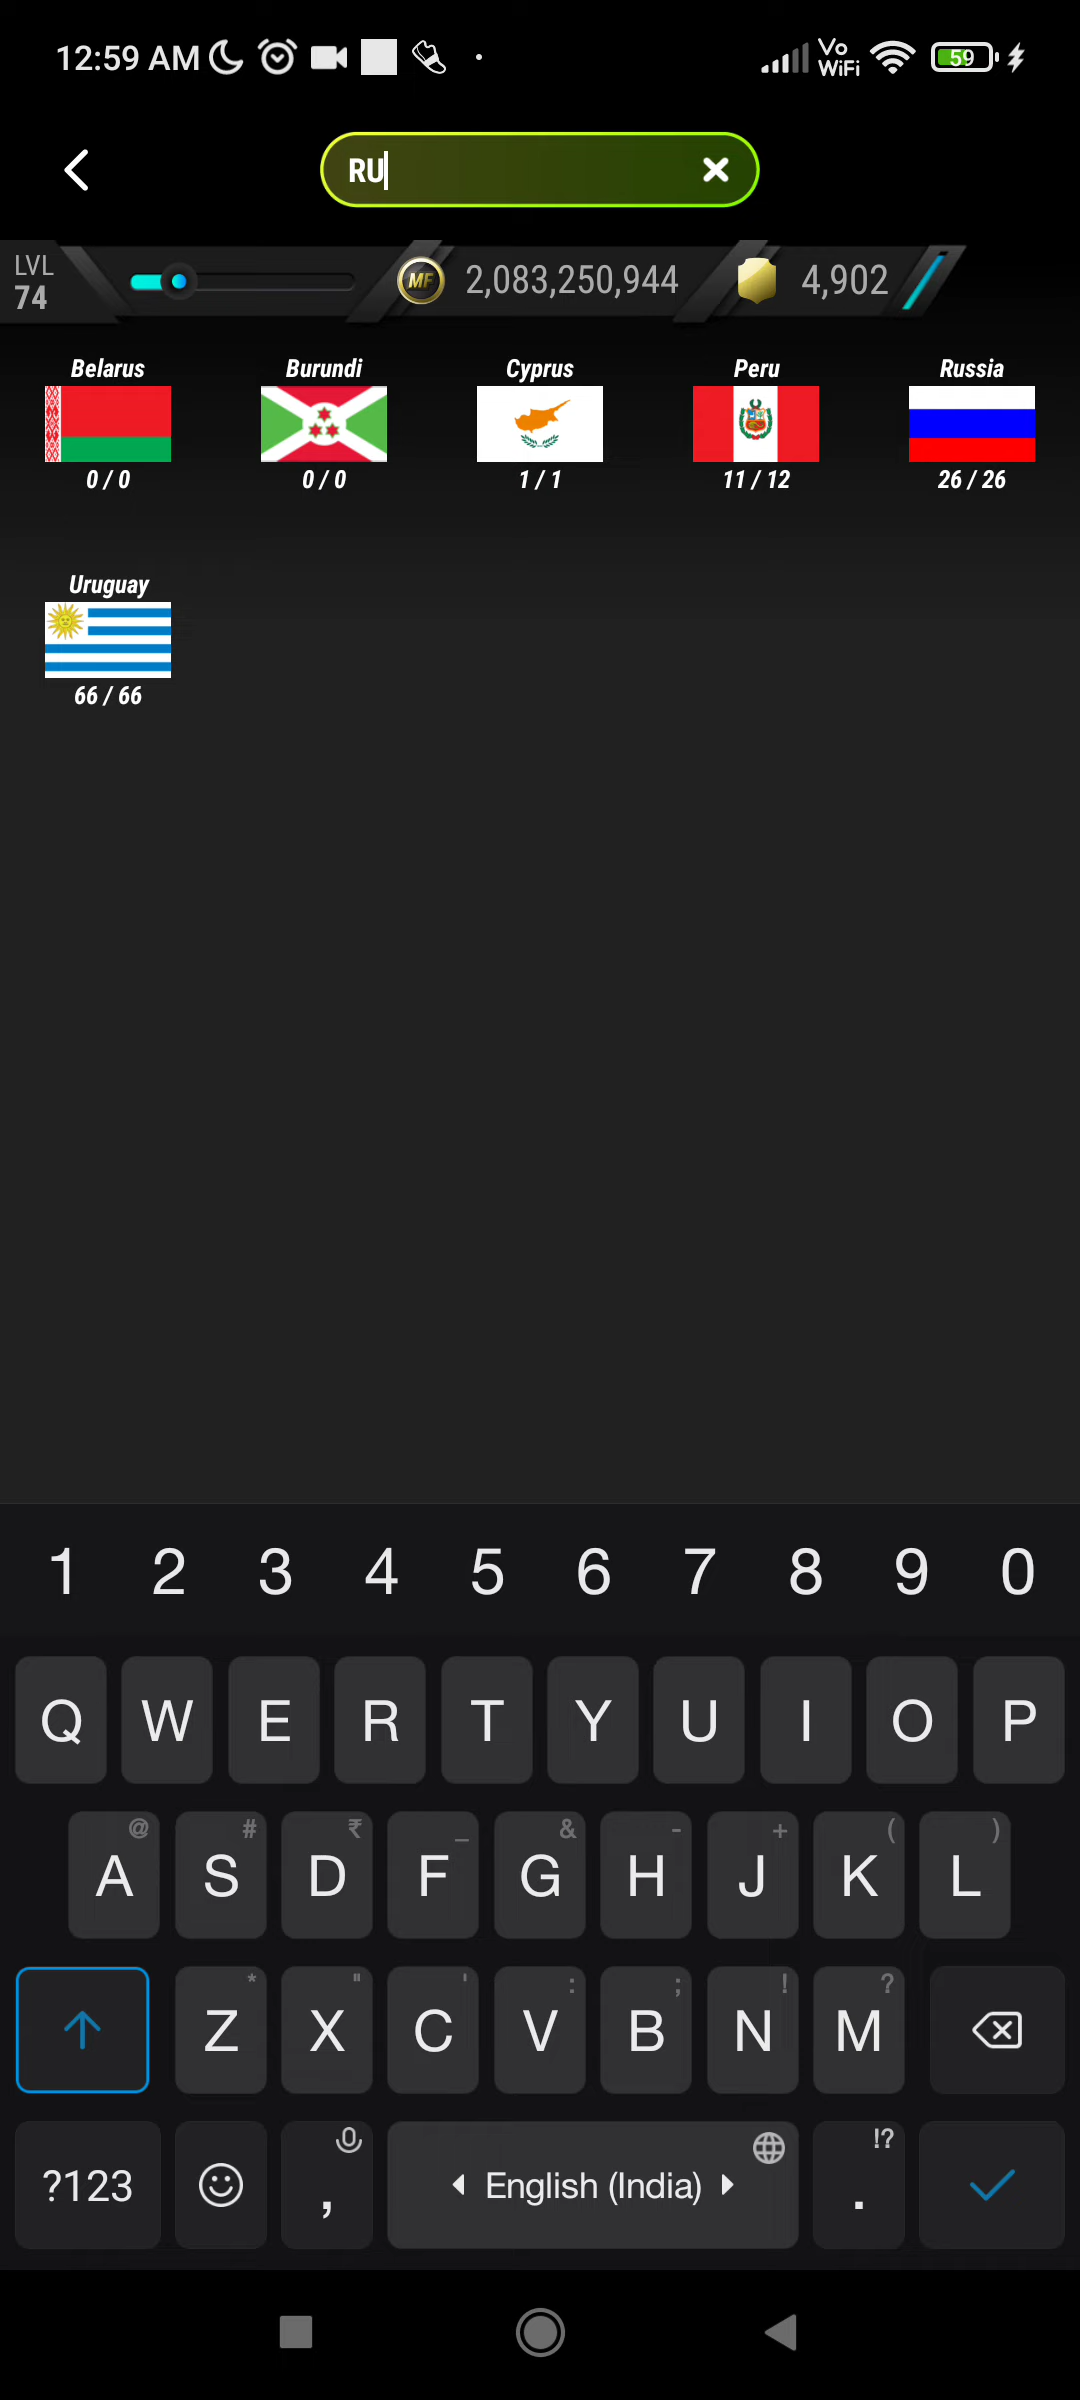 12:59 AM Vo WiFi 59
RU
LVL
74
MF 2,083,250,944 4,902
Belarus Burundi Cyprus Peru Russia
0 / 0 0 / 0 1 / 1 11 / 12 26 / 26
Uruguay
66 / 66
1 2 3 4 5 6 7 8 9 0
Q W E R T Y U I O P
@ # ₹ _ & - + ( )
A S D F G H J K L
* " ' : ; ! ?
Z X C V B N M
!?
?123 , English (India) .